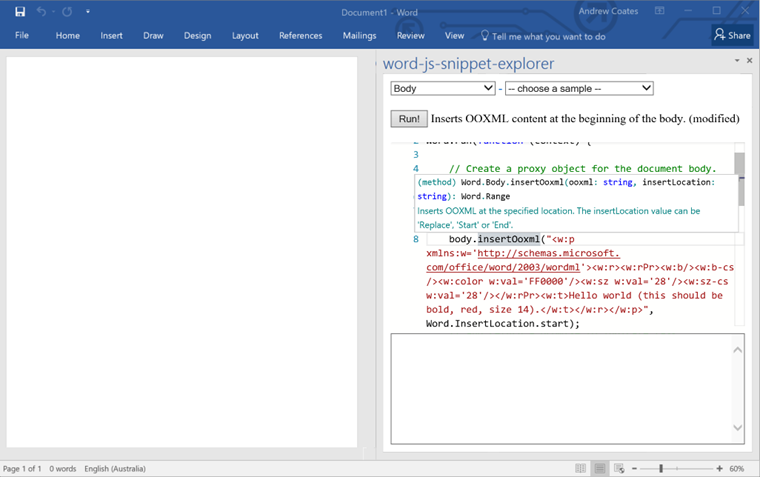 Document1 - Word
Andrew Coates
File Home Insert Draw Design Layout References Mailings Review View Tell me what you want to do Share
word-js-snippet-explorer
Body - -- choose a sample --
Run! Inserts OOXML content at the beginning of the body. (modified)
2 Word.run(function (context) {
3
4 // Create a proxy object for the document body.
(method) Word.Body.insertOoxml(ooxml: string, insertLocation:
string): Word.Range
Inserts OOXML at the specified location. The insertLocation value can be
'Replace', 'Start' or 'End'.
8 body.insertOoxml("<w:p
xmlns:w='http://schemas.microsoft.
com/office/word/2003/wordml'><w:r><w:rPr><w:b/><w:b-cs
/><w:color w:val='FF0000'/><w:sz w:val='28'/><w:sz-cs
w:val='28'/></w:rPr><w:t>Hello world (this should be
bold, red, size 14).</w:t></w:r></w:p>",
Word.InsertLocation.start);
Page 1 of 1 0 words English (Australia) 60%